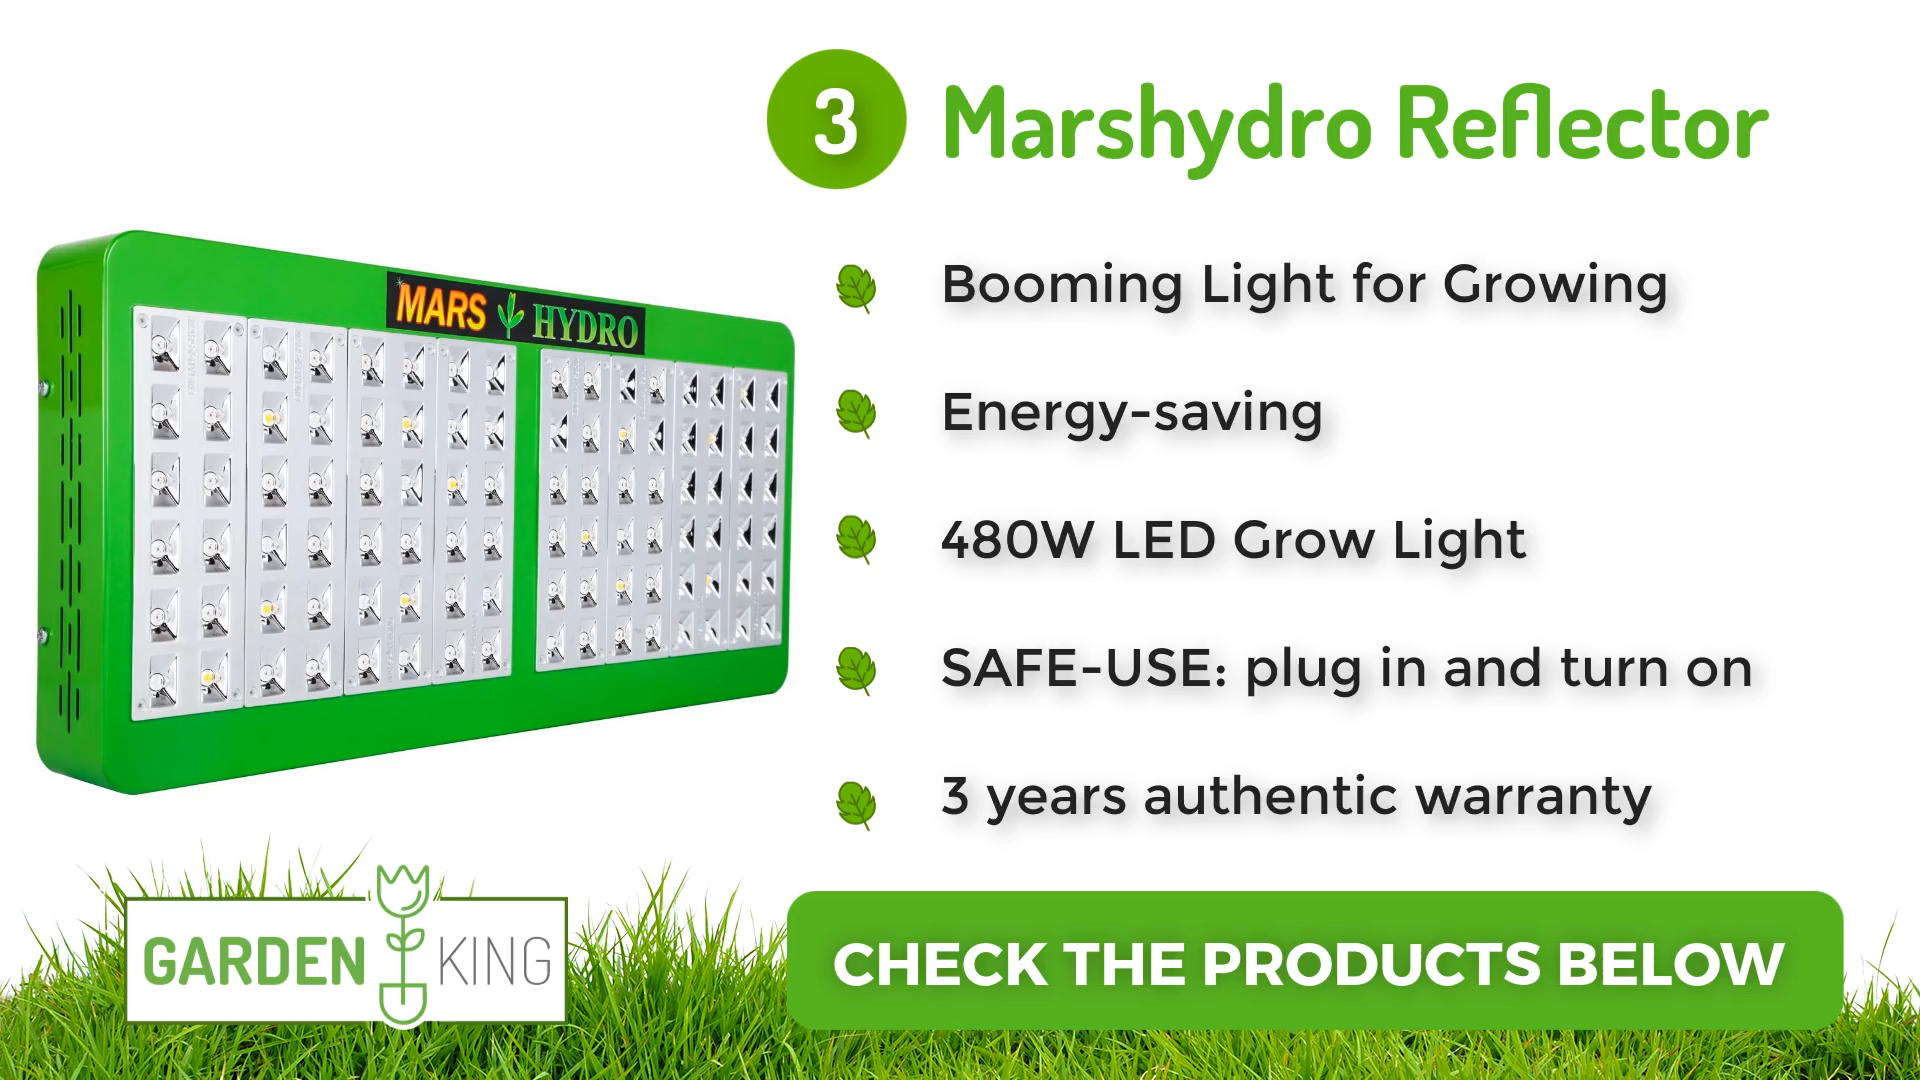 3 Marshydro Reflector
MARS HYDRO
Booming Light for Growing
Energy-saving
480W LED Grow Light
SAFE-USE: plug in and turn on
3 years authentic warranty
GARDEN KING
CHECK THE PRODUCTS BELOW